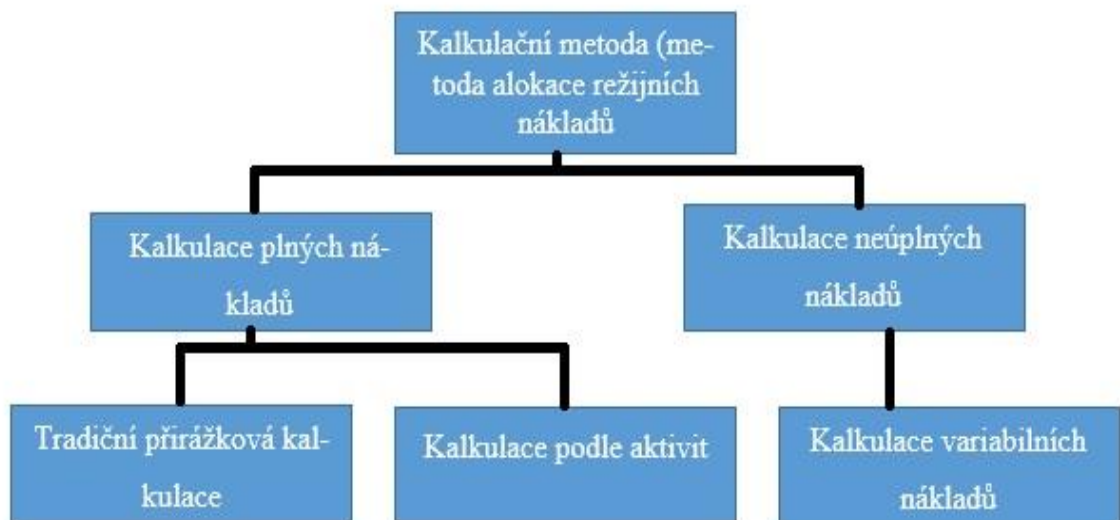 Kalkulační metoda (me-
toda alokace režijních
nákladů
Kalkulace plných ná-
kladů
Kalkulace neúplných
nákladů
Tradiční přirážková kal-
kulace
Kalkulace podle aktivit
Kalkulace variabilních
nákladů